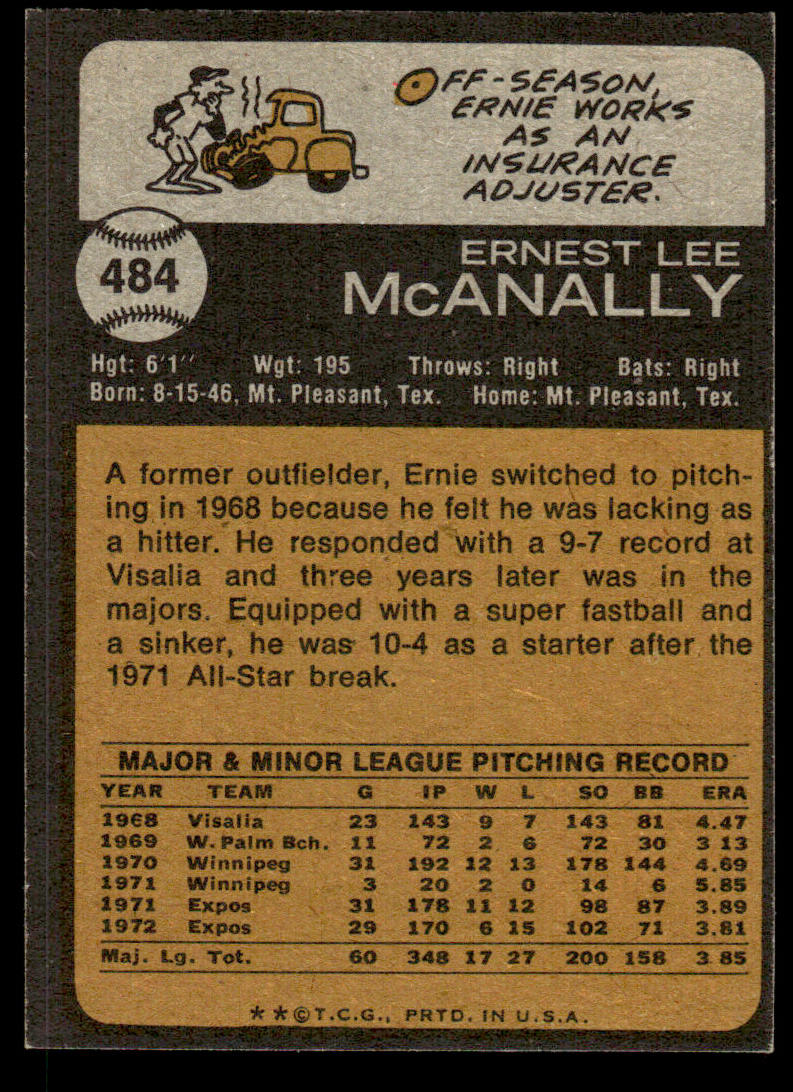 OFF-SEASON,
ERNIE WORKS
AS AN
INSURANCE
ADJUSTER.
484
ERNEST LEE
McANALLY
Hgt: 6'1" Wgt: 195 Throws: Right Bats: Right
Born: 8-15-46, Mt. Pleasant, Tex. Home: Mt. Pleasant, Tex.
A former outfielder, Ernie switched to pitch-
ing in 1968 because he felt he was lacking as
a hitter. He responded with a 9-7 record at
Visalia and three years later was in the
majors. Equipped with a super fastball and
a sinker, he was 10-4 as a starter after the
1971 All-Star break.
MAJOR & MINOR LEAGUE PITCHING RECORD
YEAR TEAM G IP W L SO BB ERA
1968 Visalia 23 143 9 7 143 81 4.47
1969 W. Palm Bch. 11 72 2 6 72 30 3 13
1970 Winnipeg 31 192 12 13 178 144 4.69
1971 Winnipeg 3 20 2 0 14 6 5.85
1971 Expos 31 178 11 12 98 87 3.89
1972 Expos 29 170 6 15 102 71 3.81
Maj. Lg. Tot. 60 348 17 27 200 158 3 85
* * © T.C.G., PRTD. IN U.S.A.